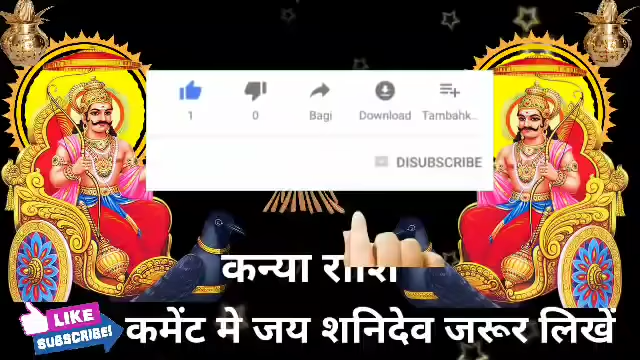 1 0 Bagi Download Tambahk..
DISUBSCRIBE
कन्या राशि
LIKE
SUBSCRIBE!
कमेंट मे जय शनिदेव जरूर लिखें